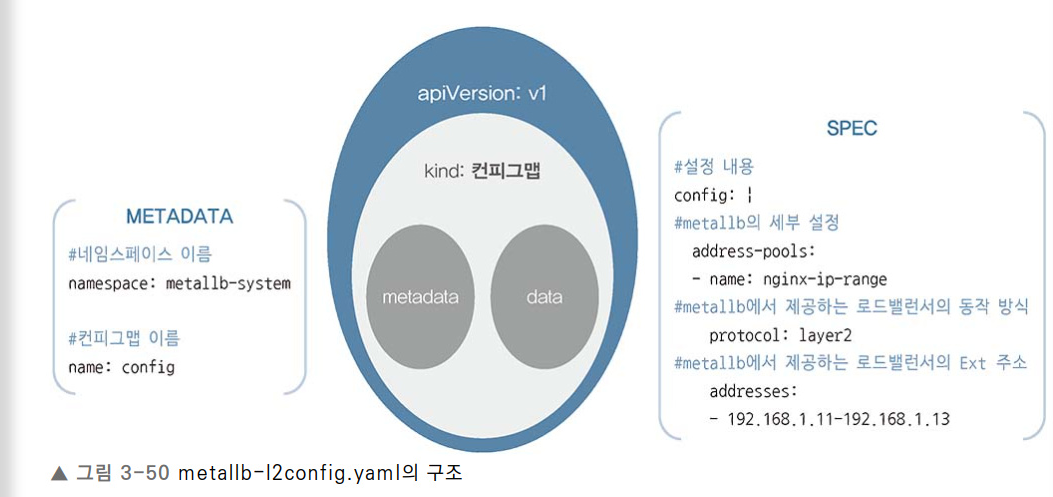 METADATA
#네임스페이스 이름
namespace: metallb-system
#컨피그맵 이름
name: config
apiVersion: v1
kind: 컨피그맵
metadata
data
SPEC
#설정 내용
config: |
#metallb의 세부 설정
address-pools:
- name: nginx-ip-range
#metallb에서 제공하는 로드밸런서의 동작 방식
protocol: layer2
#metallb에서 제공하는 로드밸런서의 Ext 주소
addresses:
- 192.168.1.11-192.168.1.13
▲ 그림 3-50 metallb-l2config.yaml의 구조